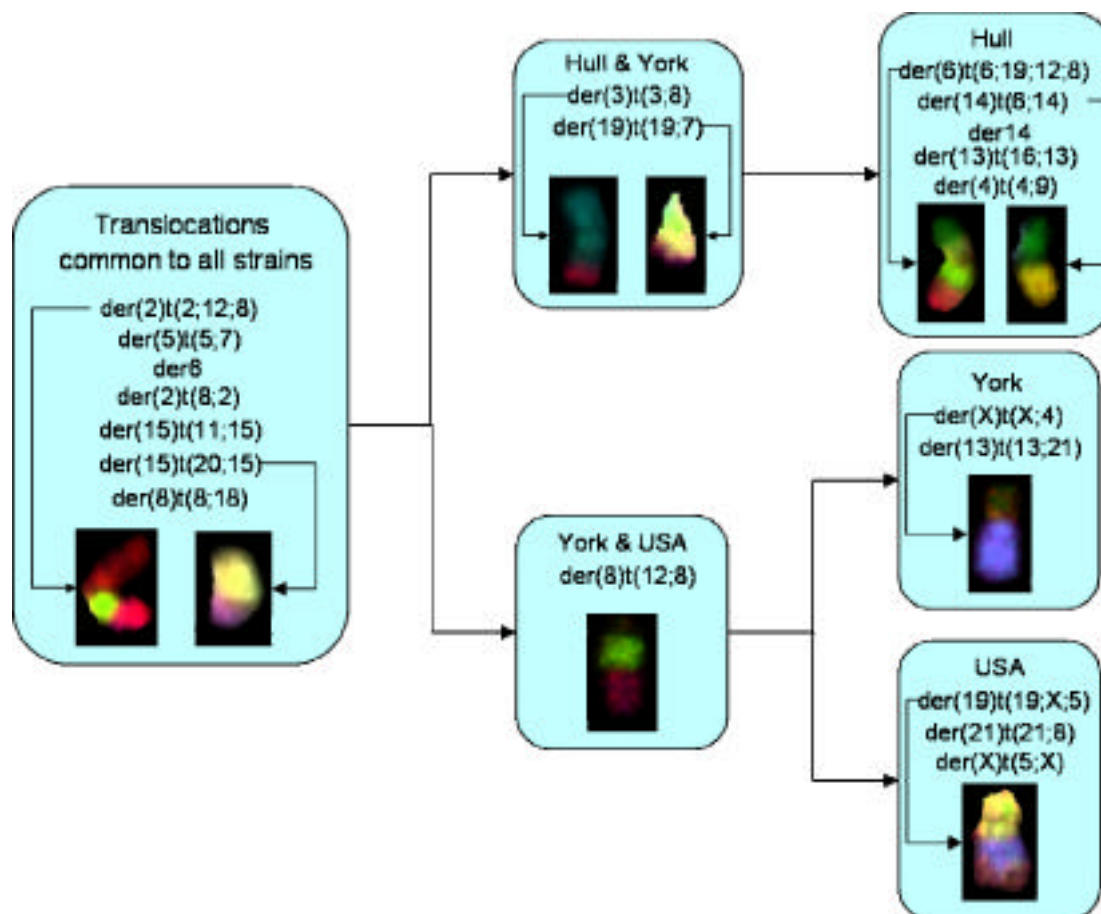 Translocations
common to all strains
der(2)t(2;12;8)
der(5)t(5;7)
der6
der(2)t(8;2)
der(15)t(11;15)
der(15)t(20;15)
der(8)t(8;18)
Hull & York
der(3)t(3;8)
der(19)t(19;7)
York & USA
der(8)t(12;8)
Hull
der(6)t(6;19;12;8)
der(14)t(6;14)
der14
der(13)t(16;13)
der(4)t(4;9)
York
der(X)t(X;4)
der(13)t(13;21)
USA
der(19)t(19;X;5)
der(21)t(21;8)
der(X)t(5;X)